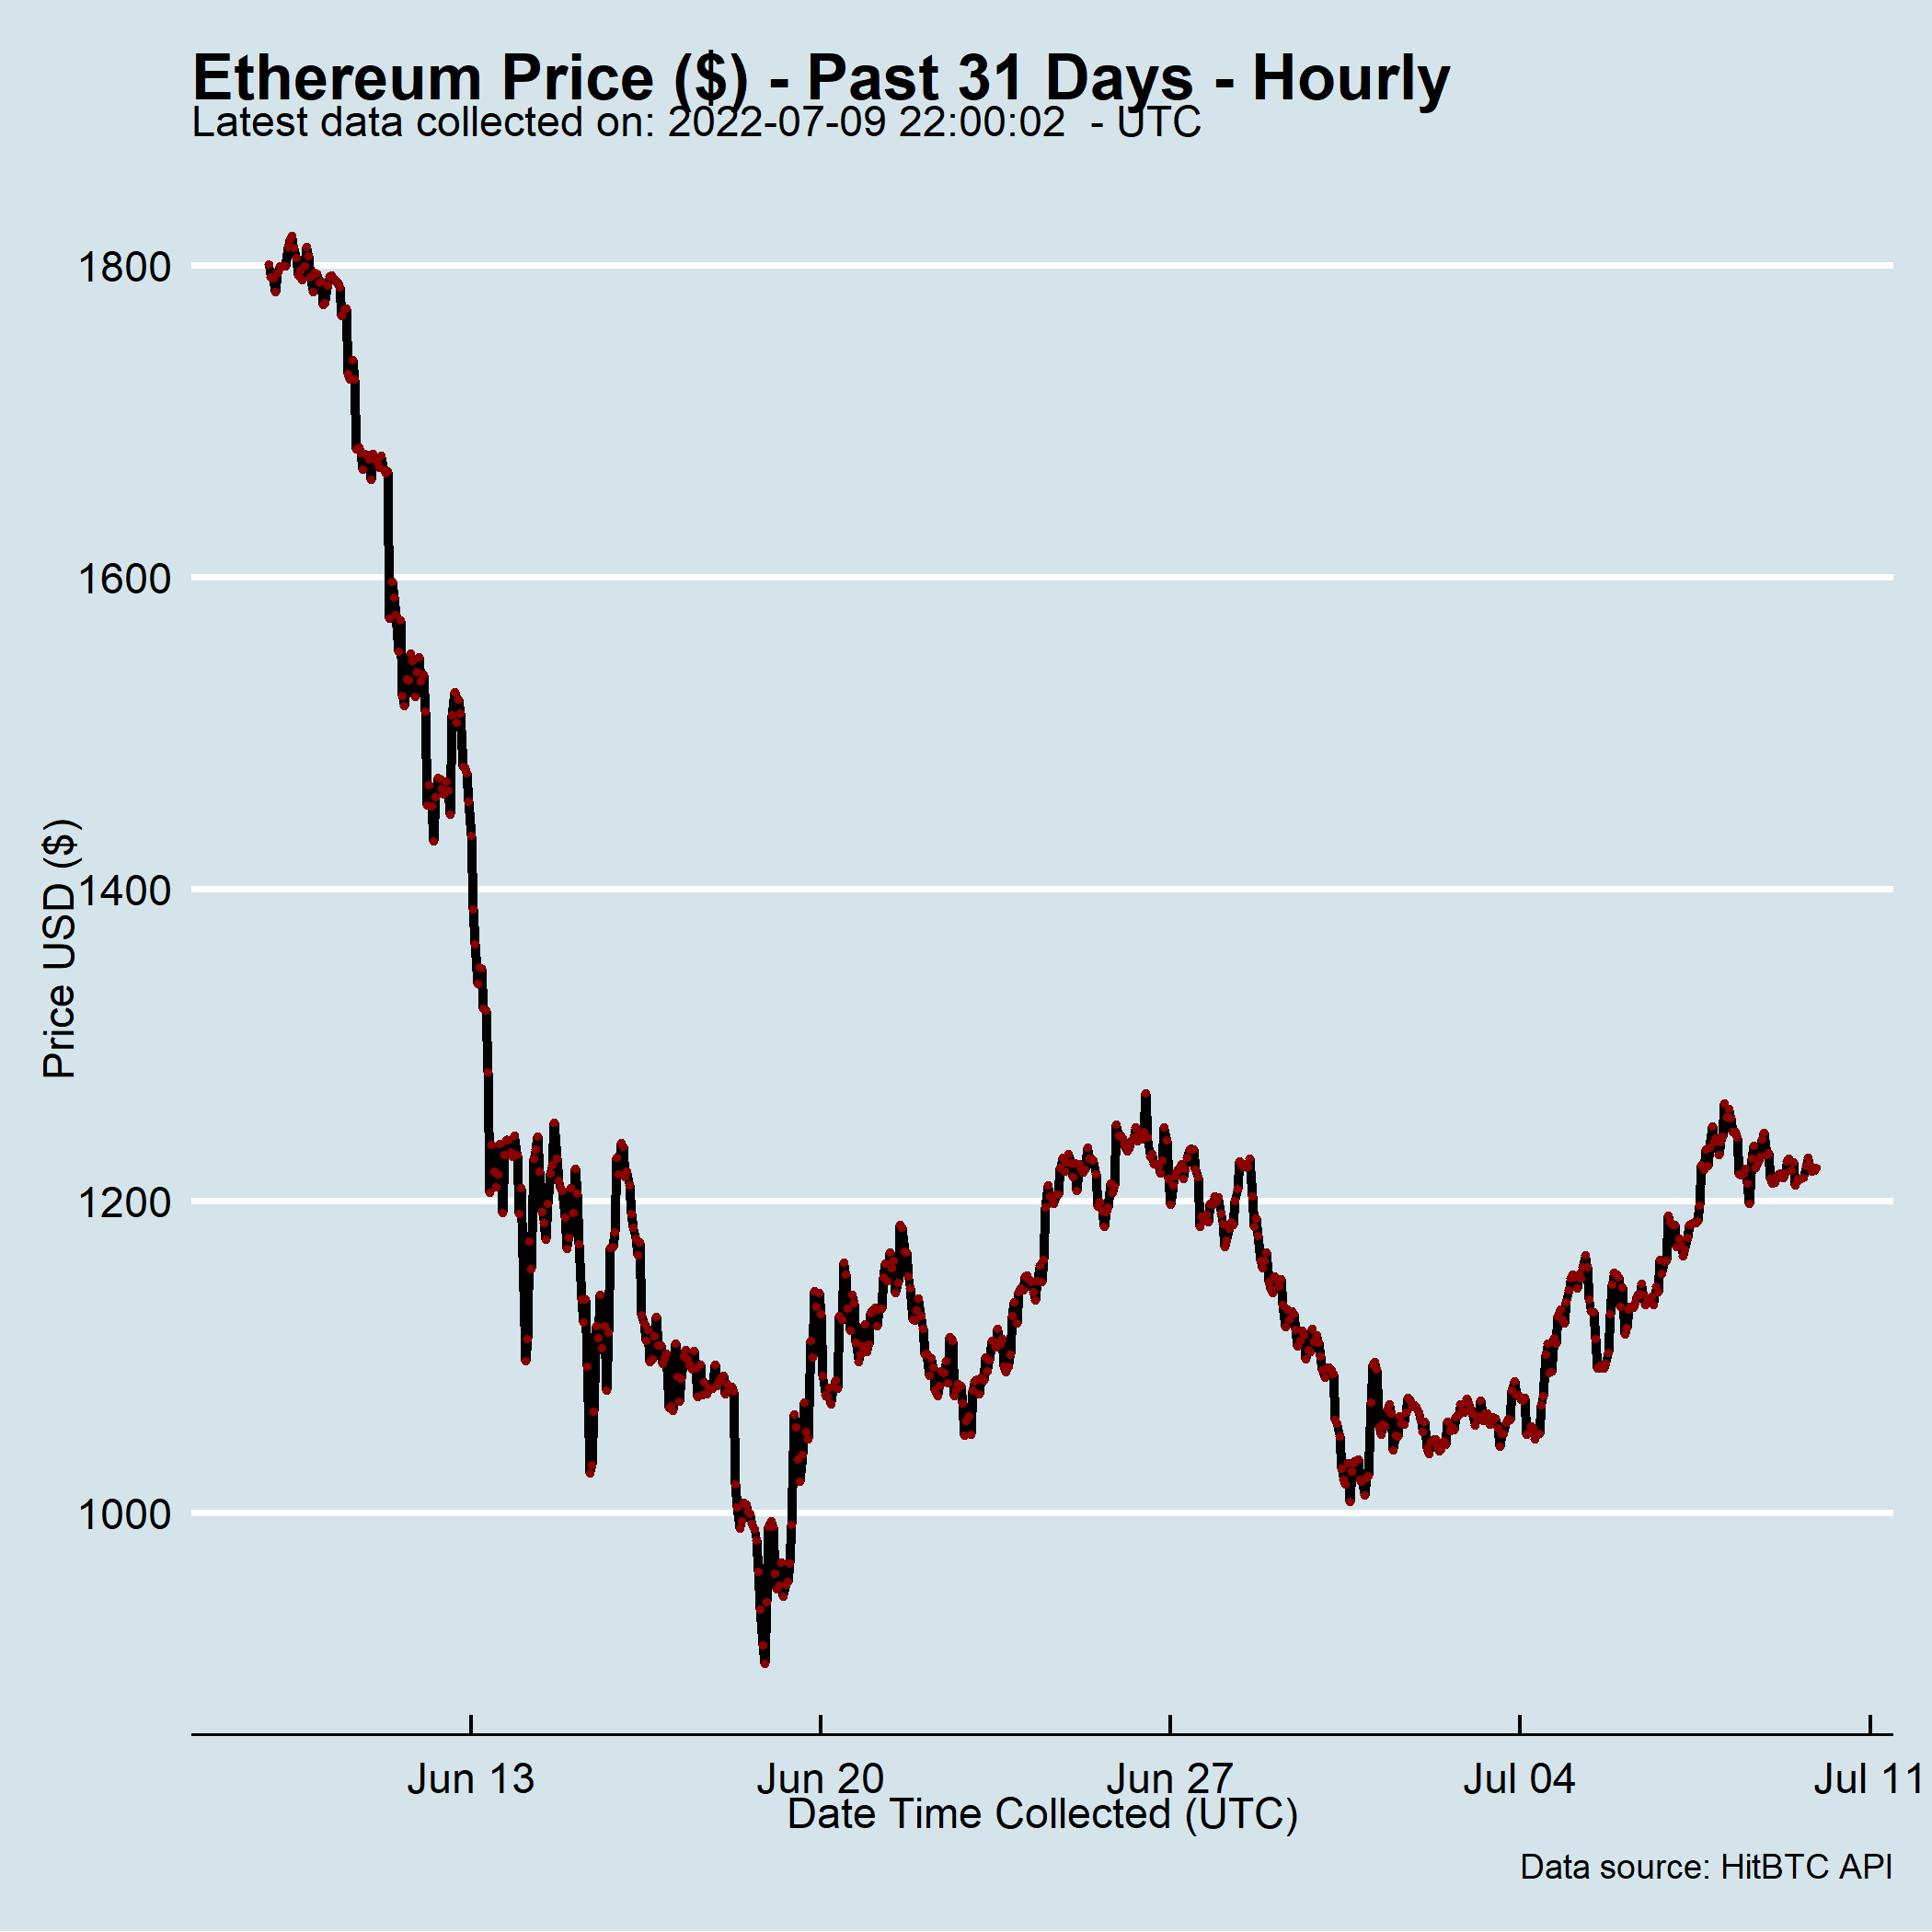 Ethereum Price ($) - Past 31 Days - Hourly
Latest data collected on: 2022-07-09 22:00:02  - UTC
1800
1600
1400
1200
1000
Price USD ($)
Jun 13
Jun 20
Jun 27
Jul 04
Jul 11
Date Time Collected (UTC)
Data source: HitBTC API